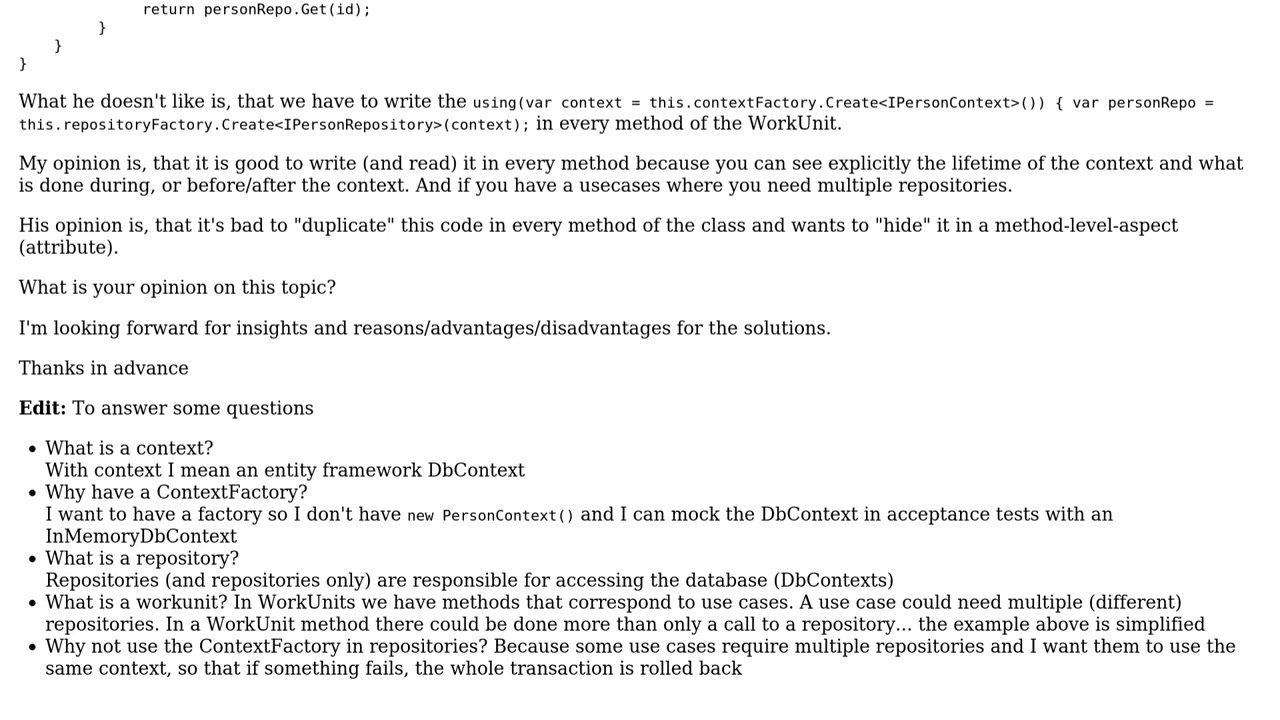 return personRepo.Get(id);
}
}
}
What he doesn't like is, that we have to write the using(var context = this.contextFactory.Create<IPersonContext>()) { var personRepo =
this.repositoryFactory.Create<IPersonRepository>(context); in every method of the WorkUnit.
My opinion is, that it is good to write (and read) it in every method because you can see explicitly the lifetime of the context and what
is done during, or before/after the context. And if you have a usecases where you need multiple repositories.
His opinion is, that it's bad to "duplicate" this code in every method of the class and wants to "hide" it in a method-level-aspect
(attribute).
What is your opinion on this topic?
I'm looking forward for insights and reasons/advantages/disadvantages for the solutions.
Thanks in advance
Edit: To answer some questions
• What is a context?
With context I mean an entity framework DbContext
• Why have a ContextFactory?
I want to have a factory so I don't have new PersonContext() and I can mock the DbContext in acceptance tests with an
InMemoryDbContext
• What is a repository?
Repositories (and repositories only) are responsible for accessing the database (DbContexts)
• What is a workunit? In WorkUnits we have methods that correspond to use cases. A use case could need multiple (different)
repositories. In a WorkUnit method there could be done more than only a call to a repository... the example above is simplified
• Why not use the ContextFactory in repositories? Because some use cases require multiple repositories and I want them to use the
same context, so that if something fails, the whole transaction is rolled back